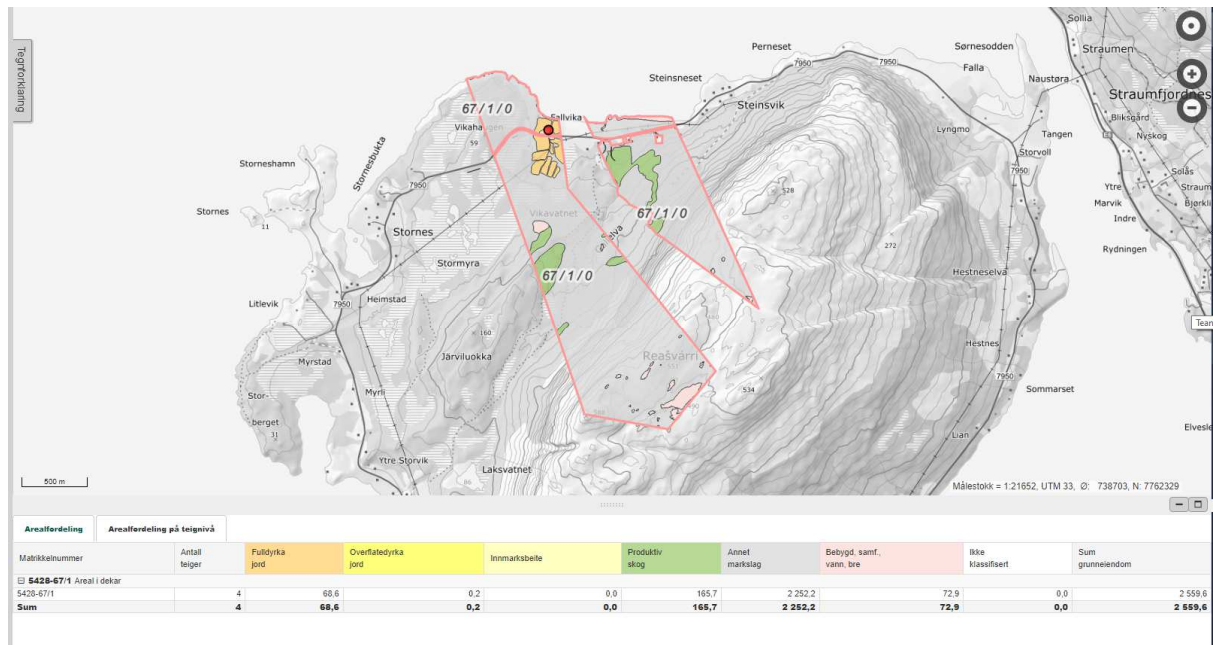 Tegnforklaring
Sollia
Perneset
Sørnesodden
Straumen
7950
7950
Falla
Steinsneset
Naustøra
67/1/0
Steinsvik
Straumfjordnes
Fallvika
Bliksgård
Vikahaugen
59
Lyngmo
Tangen
Nyskog
Storneshamn
Stornesbukta
Storvoll
7950
7950
Solås
528
Ytre
Straum
Stornes
Vikavatnet
67/1/0
Marvik
Bjørkli
11
Indre
Stornes
272
Rydningen
Stormyra
67/1/0
Hestneselva
Litlevik
7950
Heimstad
Tean
160
Reašvárri
Hestnes
Myrstad
Järviluokka
7950
534
Sommarset
Stor-
Myrli
berget
31
490
Elvesle
Lian
Ytre Storvik
Laksvatnet
86
500 m
Målestokk = 1:21652, UTM 33, Ø: 738703, N: 7762329
Arealfordeling Arealfordeling på teignivå
Matrikkelnummer Antall teiger Fulldyrka jord Overflatedyrka jord Innmarksbeite Produktiv skog Annet markslag Bebygd, samf., vann, bre Ikke klassifisert Sum grunneiendom
5428-67/1 Areal i dekar
5428-67/1 4 68,6 0,2 0,0 165,7 2 252,2 72,9 0,0 2 559,6
Sum 4 68,6 0,2 0,0 165,7 2 252,2 72,9 0,0 2 559,6